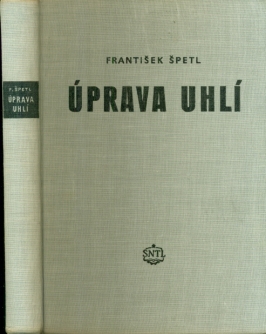 F. ŠPETL
ÚPRAVA
UHLÍ
FRANTIŠEK ŠPETL
ÚPRAVA UHLÍ
SNTL